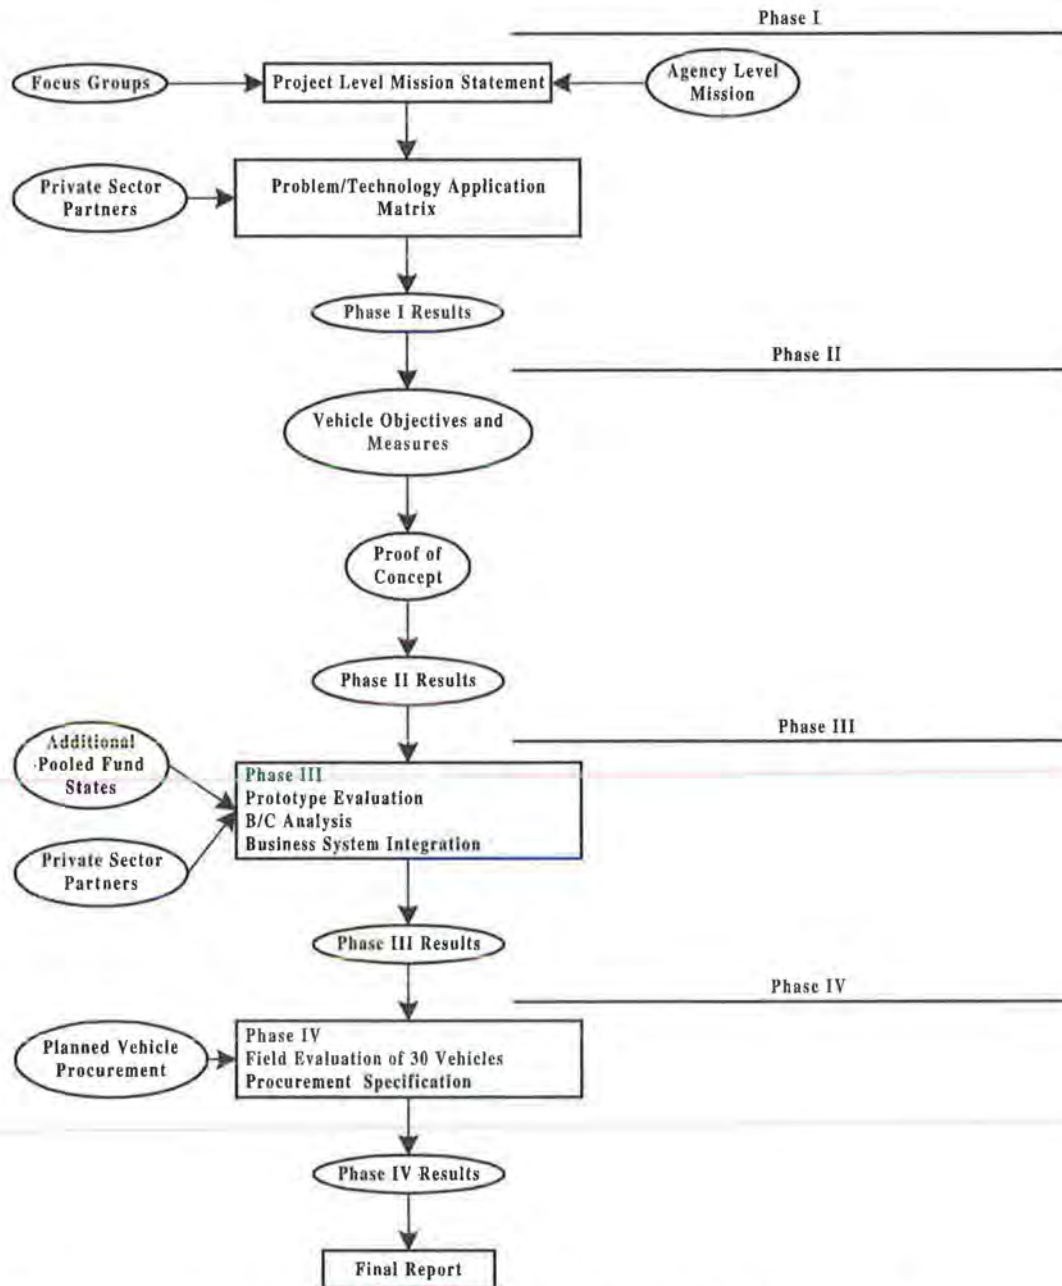 Phase I
Focus Groups
Project Level Mission Statement
Agency Level
Mission
Private Sector
Partners
Problem/Technology Application
Matrix
Phase I Results
Phase II
Vehicle Objectives and
Measures
Proof of
Concept
Phase II Results
Phase III
Additional
Pooled Fund
States
Phase III
Prototype Evaluation
B/C Analysis
Business System Integration
Private Sector
Partners
Phase III Results
Phase IV
Planned Vehicle
Procurement
Phase IV
Field Evaluation of 30 Vehicles
Procurement Specification
Phase IV Results
Final Report